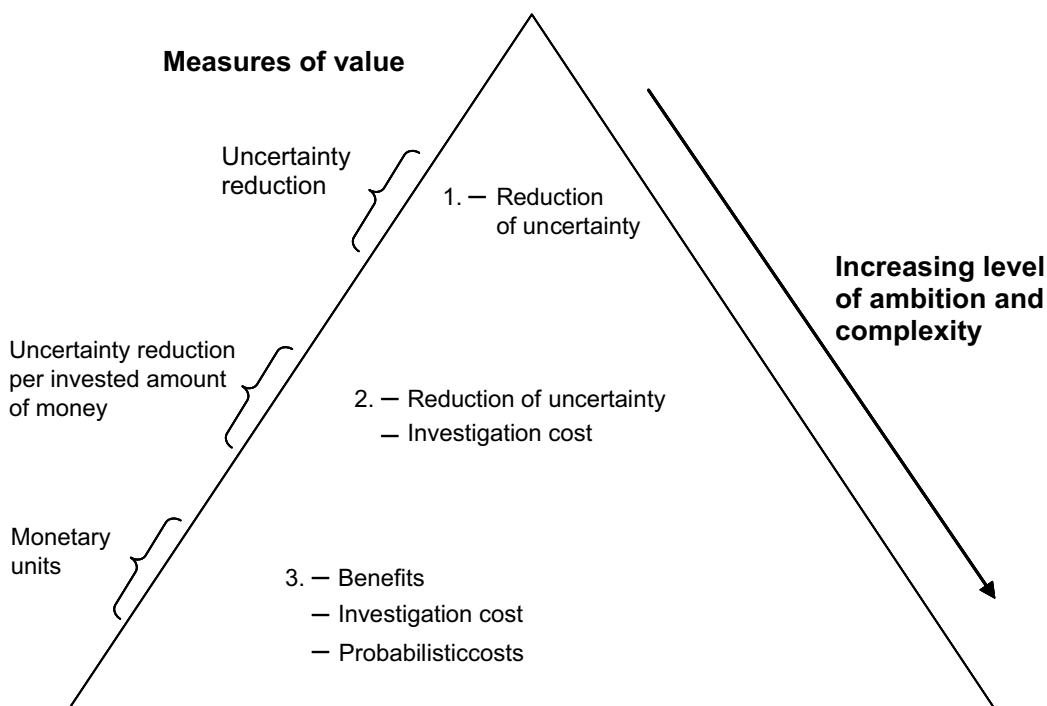 Measures of value
Uncertainty
reduction
1. – Reduction
of uncertainty
Increasing level
of ambition and
complexity
Uncertainty reduction
per invested amount
of money
2. – Reduction of uncertainty
– Investigation cost
Monetary
units
3. – Benefits
– Investigation cost
– Probabilisticcosts